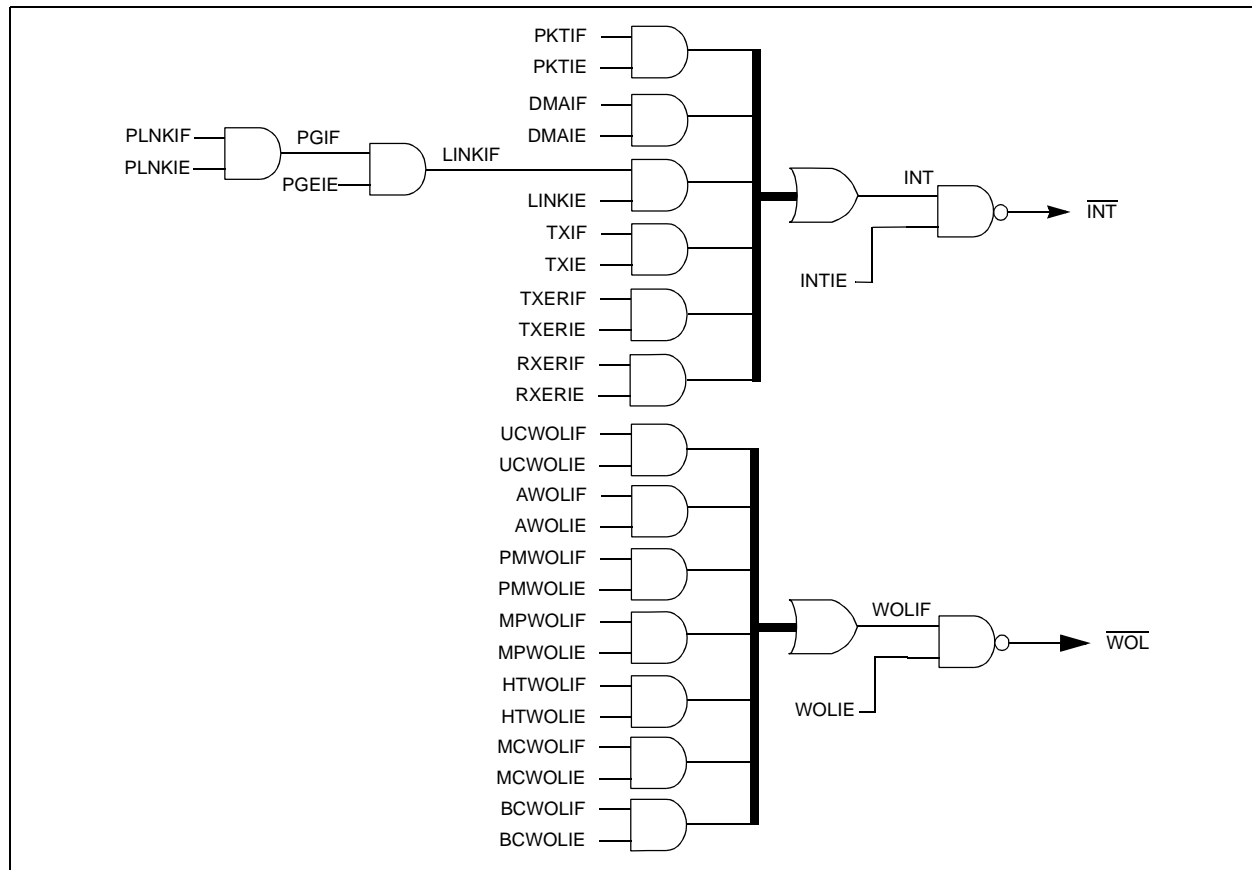 PKTIF
PKTIE
DMAIF
DMAIE
PLNKIF
PLNKIE
PGIF
PGEIE
LINKIF
LINKIE
TXIF
TXIE
TXERIF
TXERIE
RXERIF
RXERIE
INT
INTIE
INT
UCWOLIF
UCWOLIE
AWOLIF
AWOLIE
PMWOLIF
PMWOLIE
MPWOLIF
MPWOLIE
HTWOLIF
HTWOLIE
MCWOLIF
MCWOLIE
BCWOLIF
BCWOLIE
WOLIF
WOLIE
WOL